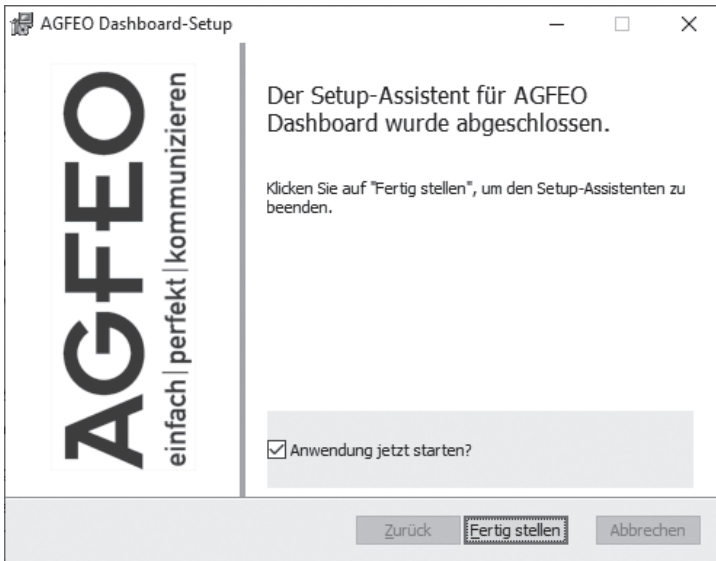 AGFEO Dashboard-Setup
AGFEO
einfach|perfekt|kommunizieren
Der Setup-Assistent für AGFEO
Dashboard wurde abgeschlossen.
Klicken Sie auf "Fertig stellen", um den Setup-Assistenten zu
beenden.
Anwendung jetzt starten?
Zurück
Fertig stellen
Abbrechen